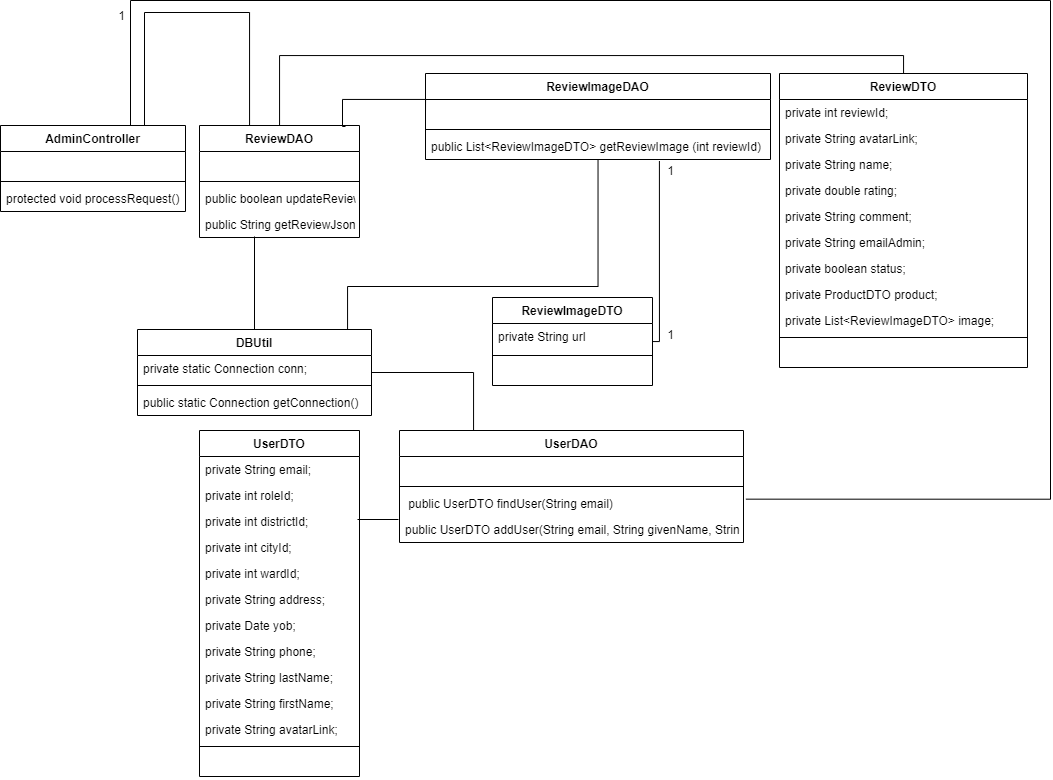 1
ReviewImageDAO
public List<ReviewImageDTO> getReviewImage (int reviewId)
ReviewDTO
private int reviewId;
private String avatarLink;
private String name;
private double rating;
private String comment;
private String emailAdmin;
private boolean status;
private ProductDTO product;
private List<ReviewImageDTO> image;
AdminController
protected void processRequest()
ReviewDAO
public boolean updateReview
public String getReviewJson
1
ReviewImageDTO
private String url
1
DBUtil
private static Connection conn;
public static Connection getConnection()
UserDTO
private String email;
private int roleId;
private int districtId;
private int cityId;
private int wardId;
private String address;
private Date yob;
private String phone;
private String lastName;
private String firstName;
private String avatarLink;
UserDAO
public UserDTO findUser(String email)
public UserDTO addUser(String email, String givenName, Strin